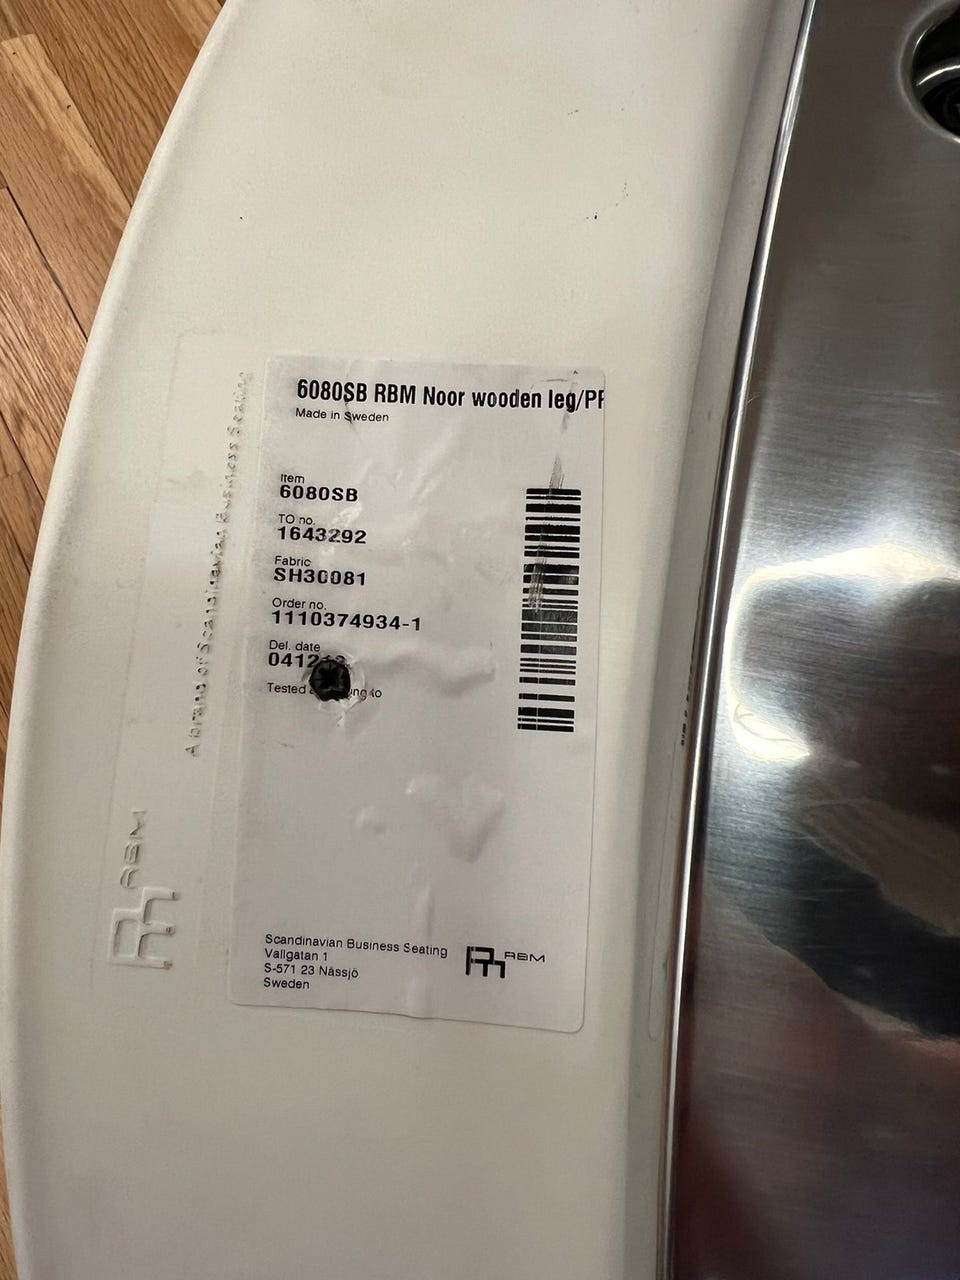 6080SB RBM Noor wooden leg/PP
Made in Sweden
Item
6080SB
TO no.
1643292
Fabric
SH30081
Order no.
1110374934-1
Del. date
Tested
to
Scandinavian Business Seating
Vallgatan 1
S-571 23 Nässjö
Sweden
RBM
A brand of Scandinavian Business Seating
RBM